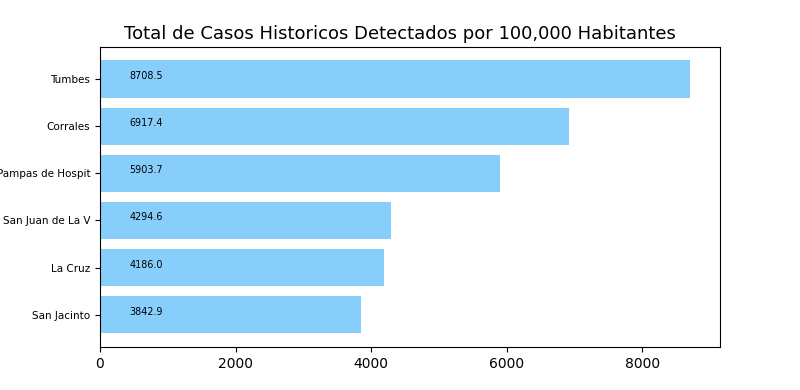 Total de Casos Historicos Detectados por 100,000 Habitantes
Tumbes 8708.5
Corrales 6917.4
Pampas de Hospit 5903.7
San Juan de La V 4294.6
La Cruz 4186.0
San Jacinto 3842.9
0 2000 4000 6000 8000